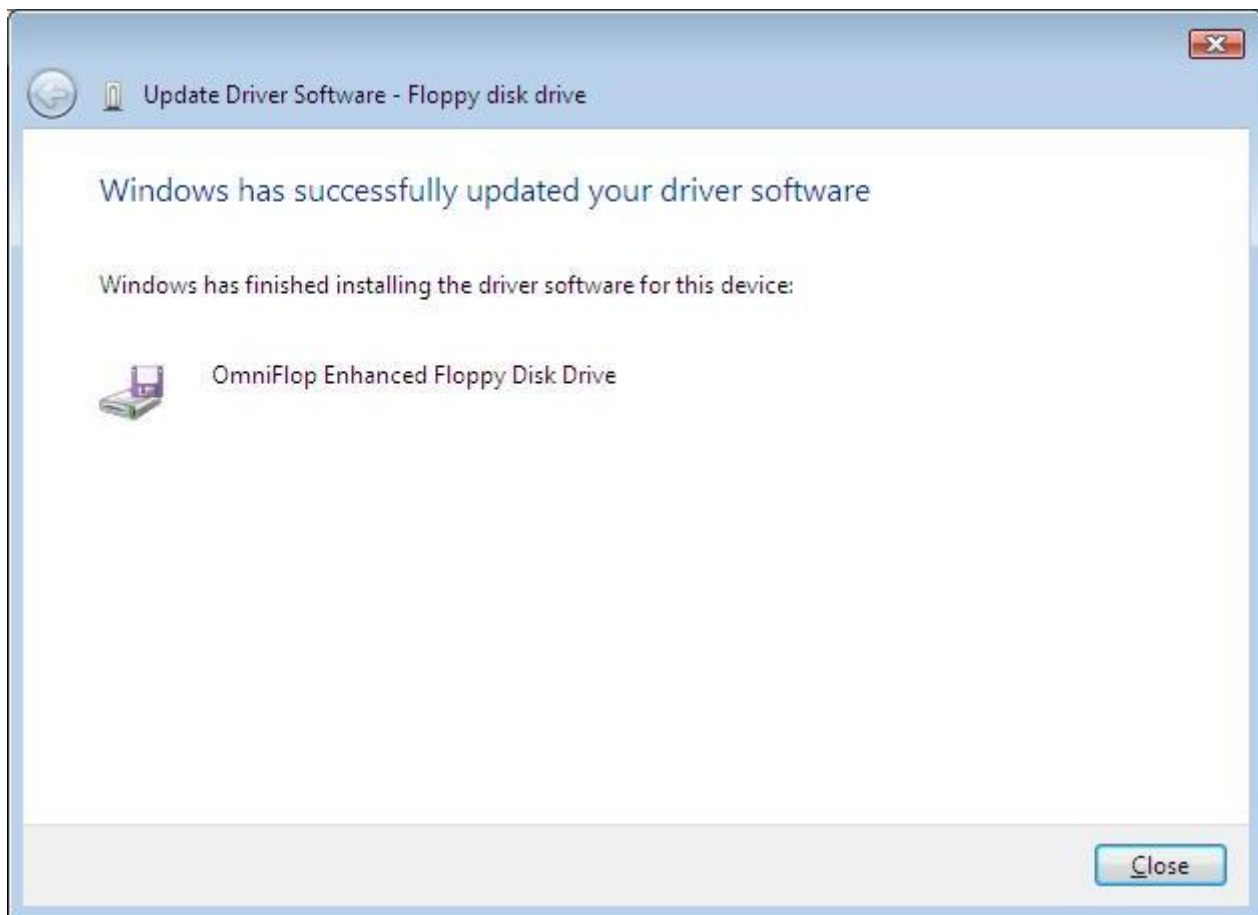 Update Driver Software - Floppy disk drive
Windows has successfully updated your driver software
Windows has finished installing the driver software for this device:
OmniFlop Enhanced Floppy Disk Drive
Close